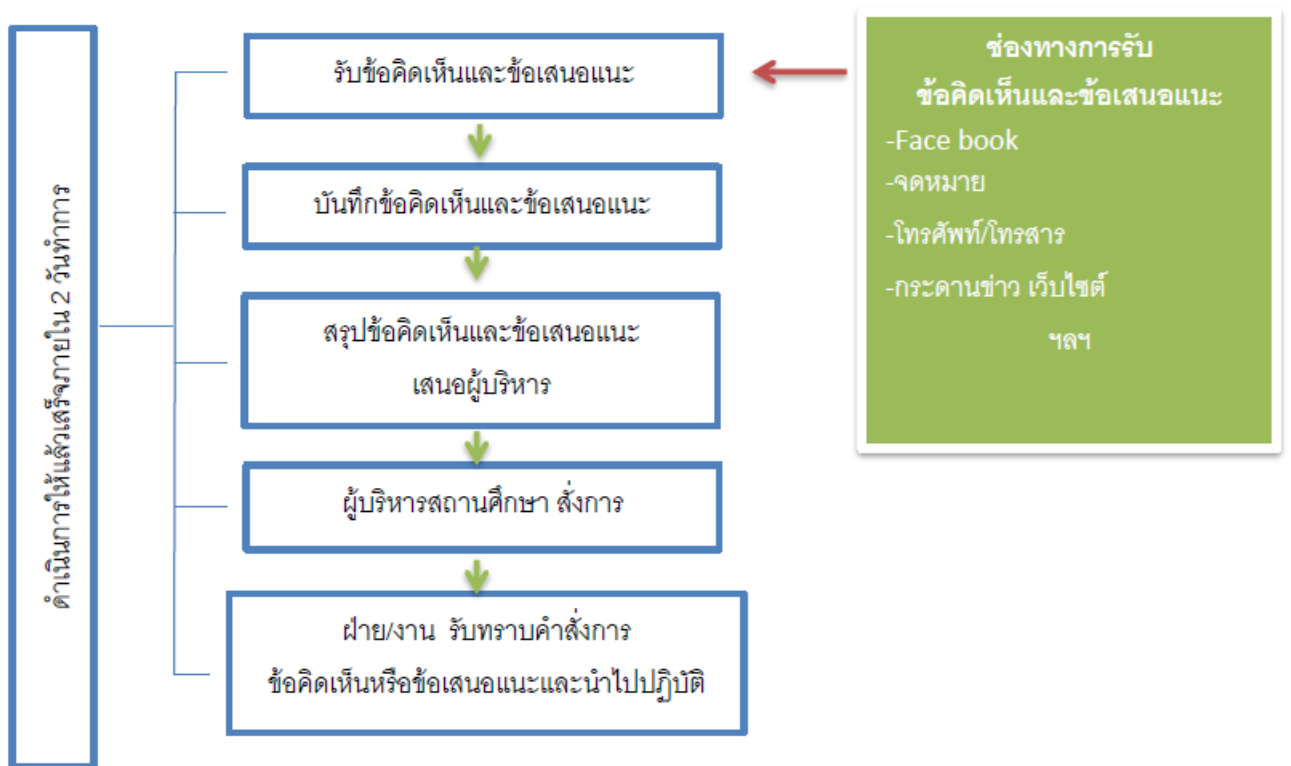 ดำเนินการให้แล้วเสร็จภายใน 2 วันทำการ
รับข้อคิดเห็นและข้อเสนอแนะ
บันทึกข้อคิดเห็นและข้อเสนอแนะ
สรุปข้อคิดเห็นและข้อเสนอแนะ
เสนอผู้บริหาร
ผู้บริหารสถานศึกษา สั่งการ
ฝ่าย/งาน รับทราบคำสั่งการ
ข้อคิดเห็นหรือข้อเสนอแนะและนำไปปฏิบัติ
ช่องทางการรับ
ข้อคิดเห็นและข้อเสนอแนะ
-Face book
-จดหมาย
-โทรศัพท์/โทรสาร
-กระดานข่าว เว็บไซต์
ฯลฯ